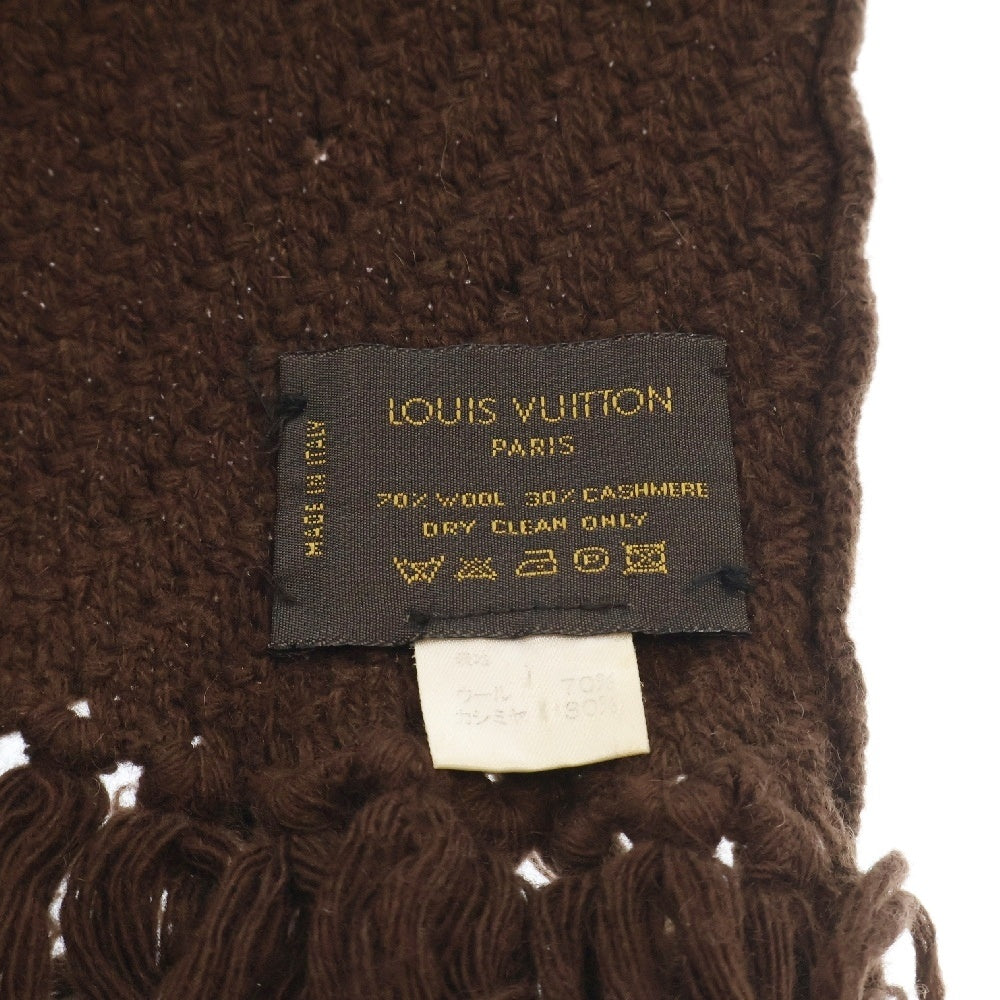 LOUIS VUITTON
PARIS
70% WOOL 30% CASHMERE
DRY CLEAN ONLY
MADE IN ITALY
ウール 70%
カシミヤ